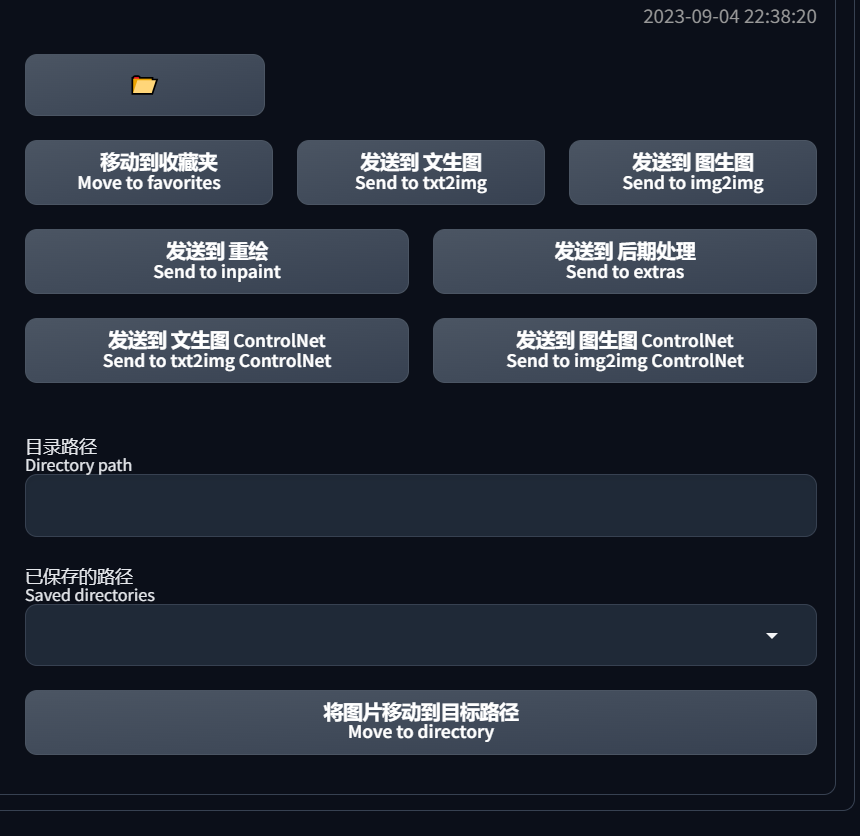 2023-09-04 22:38:20
移动到收藏夹
Move to favorites
发送到 文生图
Send to txt2img
发送到 图生图
Send to img2img
发送到 重绘
Send to inpaint
发送到 后期处理
Send to extras
发送到 文生图 ControlNet
Send to txt2img ControlNet
发送到 图生图 ControlNet
Send to img2img ControlNet
目录路径
Directory path
已保存的路径
Saved directories
将图片移动到目标路径
Move to directory